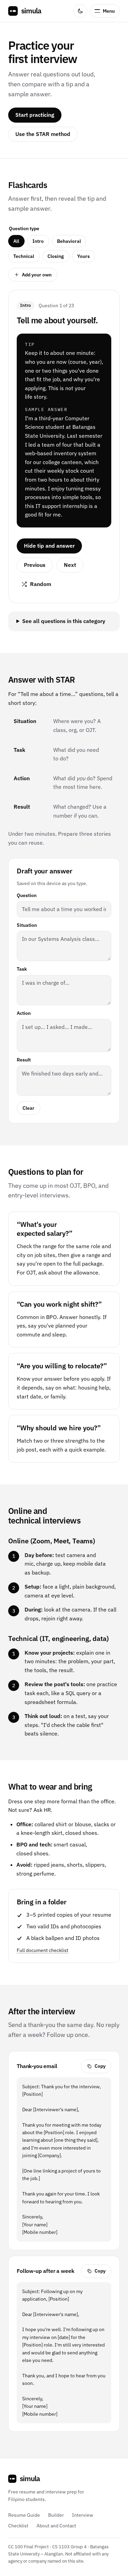 simula
Menu
Practice your
first interview
Answer real questions out loud,
then compare with a tip and a
sample answer.
Start practicing
Use the STAR method
Flashcards
Answer first, then reveal the tip and
sample answer.
Question type
All
Intro
Behavioral
Technical
Closing
Yours
+ Add your own
Intro
Question 1 of 23
Tell me about yourself.
TIP
Keep it to about one minute:
who you are now (course, year),
one or two things you've done
that fit the job, and why you're
applying. This is not your
life story.
SAMPLE ANSWER
I'm a third-year Computer
Science student at Batangas
State University. Last semester
I led a team of four that built a
web-based inventory system
for our college canteen, which
cut their weekly stock count
from two hours to about thirty
minutes. I enjoy turning messy
processes into simple tools, so
this IT support internship is a
good fit for me.
Hide tip and answer
Previous
Next
Random
▶ See all questions in this category
Answer with STAR
For "Tell me about a time…" questions, tell a
short story:
Situation
Where were you? A
class, org, or OJT.
Task
What did you need
to do?
Action
What did you do? Spend
the most time here.
Result
What changed? Use a
number if you can.
Under two minutes. Prepare three stories
you can reuse.
Draft your answer
Saved on this device as you type.
Question
Tell me about a time you worked i
Situation
In our Systems Analysis class…
Task
I was in charge of…
Action
I set up… I asked… I made…
Result
We finished two days early and…
Clear
Questions to plan for
They come up in most OJT, BPO, and
entry-level interviews.
"What's your
expected salary?"
Check the range for the same role and
city on job sites, then give a range and
say you're open to the full package.
For OJT, ask about the allowance.
"Can you work night shift?"
Common in BPO. Answer honestly. If
yes, say you've planned your
commute and sleep.
"Are you willing to relocate?"
Know your answer before you apply. If
it depends, say on what: housing help,
start date, or family.
"Why should we hire you?"
Match two or three strengths to the
job post, each with a quick example.
Online and
technical interviews
Online (Zoom, Meet, Teams)
1
Day before: test camera and
mic, charge up, keep mobile data
as backup.
2
Setup: face a light, plain background,
camera at eye level.
3
During: look at the camera. If the call
drops, rejoin right away.
Technical (IT, engineering, data)
1
Know your projects: explain one in
two minutes: the problem, your part,
the tools, the result.
2
Review the post's tools: one practice
task each, like a SQL query or a
spreadsheet formula.
3
Think out loud: on a test, say your
steps. "I'd check the cable first"
beats silence.
What to wear and bring
Dress one step more formal than the office.
Not sure? Ask HR.
• Office: collared shirt or blouse, slacks or
a knee-length skirt, closed shoes.
• BPO and tech: smart casual,
closed shoes.
• Avoid: ripped jeans, shorts, slippers,
strong perfume.
Bring in a folder
3–5 printed copies of your resume
Two valid IDs and photocopies
A black ballpen and ID photos
Full document checklist
After the interview
Send a thank-you the same day. No reply
after a week? Follow up once.
Thank-you email
Copy
Subject: Thank you for the interview,
[Position]
Dear [Interviewer's name],
Thank you for meeting with me today
about the [Position] role. I enjoyed
learning about [one thing they said],
and I'm even more interested in
joining [Company].
[One line linking a project of yours to
the job.]
Thank you again for your time. I look
forward to hearing from you.
Sincerely,
[Your name]
[Mobile number]
Follow-up after a week
Copy
Subject: Following up on my
application, [Position]
Dear [Interviewer's name],
I hope you're well. I'm following up
on my interview on [date] for the
[Position] role. I'm still very interested
and would be glad to send anything
else you need.
Thank you, and I hope to hear from you
soon.
Sincerely,
[Your name]
[Mobile number]
simula
Free resume and interview prep for
Filipino students.
Resume Guide
Builder
Interview
Checklist
About and Contact
CC 100 Final Project · CS 1103 Group 4 · Batangas
State University – Alangilan. Not affiliated with any
agency or company named on this site.